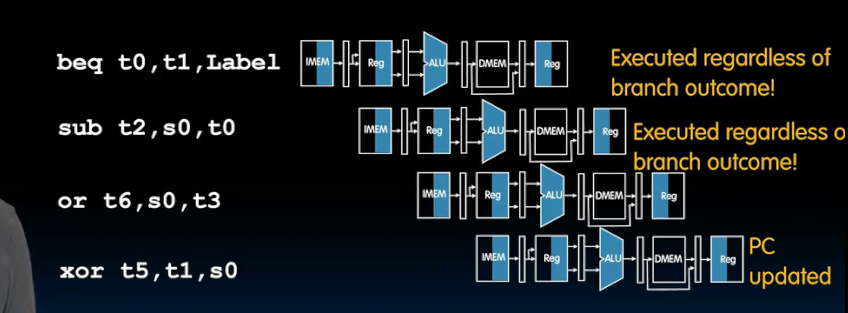 beq t0,t1,Label
IMEM Reg ALU DMEM Reg
Executed regardless of
branch outcome!
sub t2,s0,t0
IMEM Reg ALU DMEM Reg
Executed regardless o
branch outcome!
or t6,s0,t3
IMEM Reg ALU DMEM Reg
xor t5,t1,s0
IMEM Reg ALU DMEM Reg
PC
updated